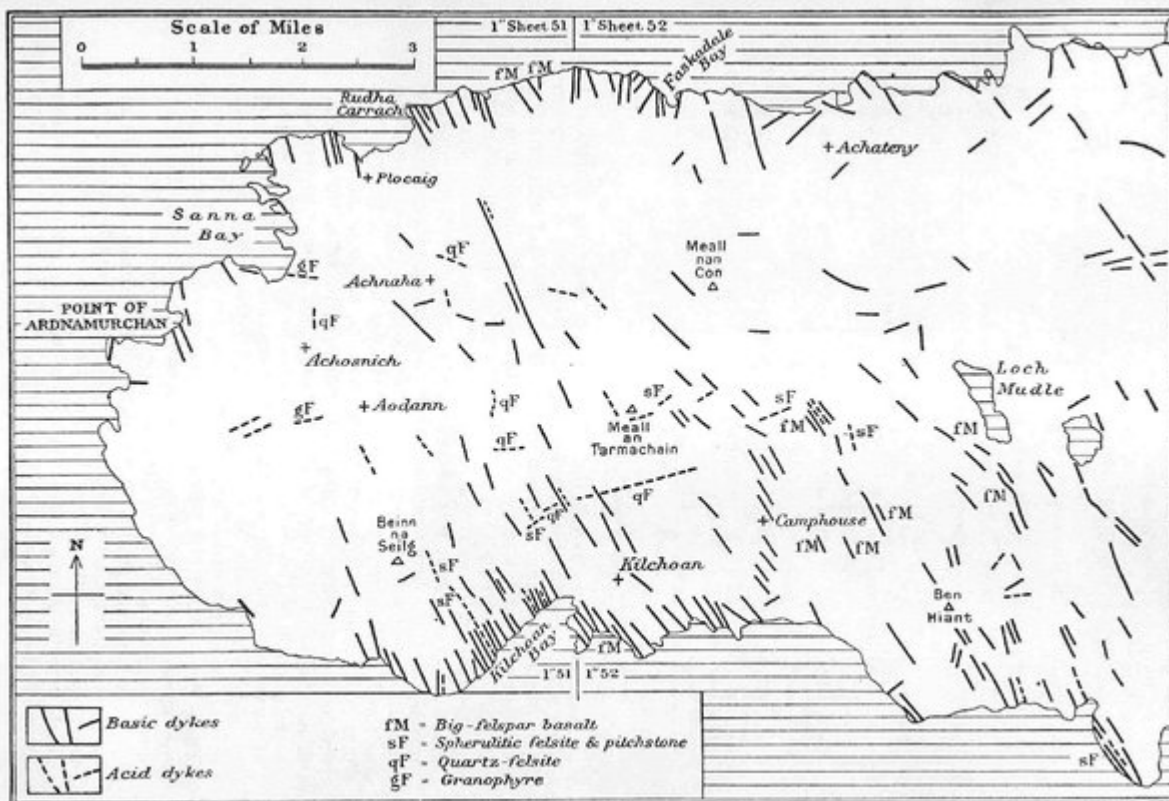 Scale of Miles
0 1 2 3
1" Sheet 51
1" Sheet 52
Faskadale
Bay
fM fM
Rudha
Carrach
+ Achateny
+ Plocaig
Sanna
Bay
qF
Meall
nan
Con
gF
Achnaha +
POINT OF
ARDNAMURCHAN
qF
+
Achosnich
Loch
Mudle
gF
+ Aodann
qF
sF
sF
fM
sF
fM
qF
Meall
an
Tarmachain
qF
fM
sF
fM
+ Camphouse
fM
fM
N
Beinn
na
Seilg
sF
sF
Kilchoan
+
Ben
Hiant
Kilchoan
Bay
fM
1" 51
1" 52
sF
Basic dykes
Acid dykes
fM = Big-felspar basalt
sF = Spherulitic felsite & pitchstone
qF = Quartz-felsite
gF = Granophyre